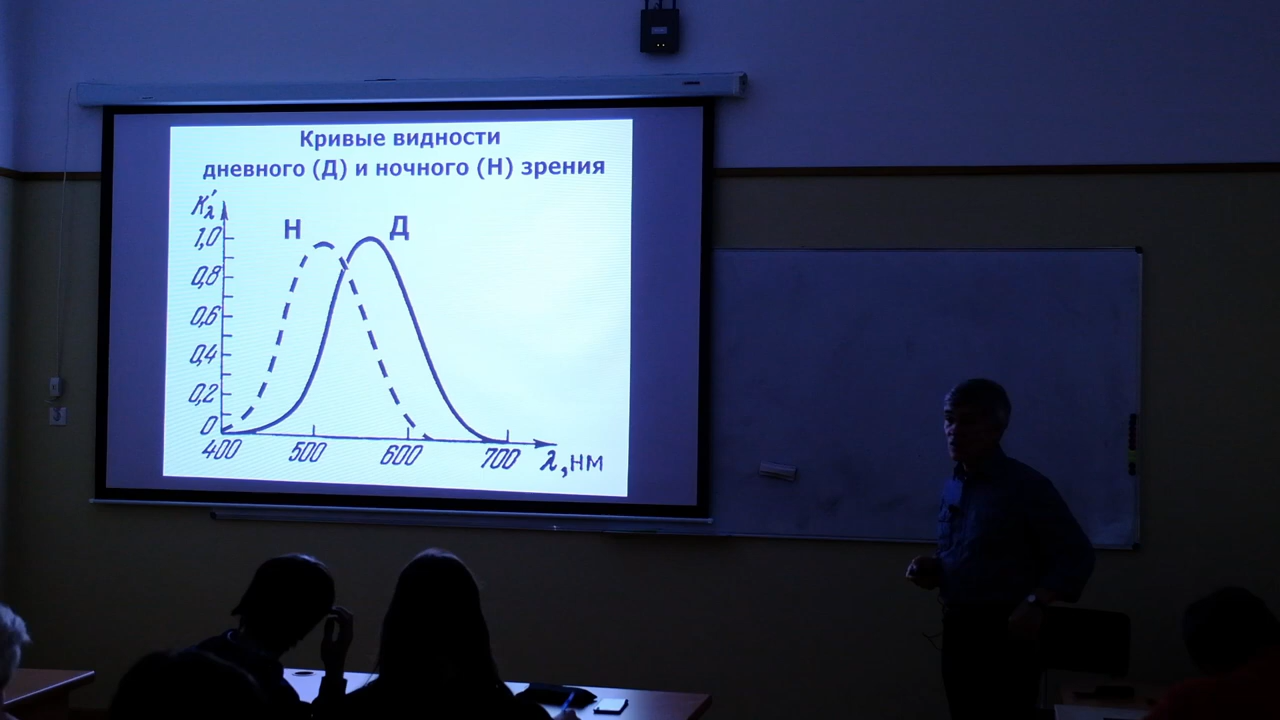 Кривые видности
дневного (Д) и ночного (Н) зрения
K′λ
Н
Д
1,0
0,8
0,6
0,4
0,2
0
400
500
600
700
λ, нм